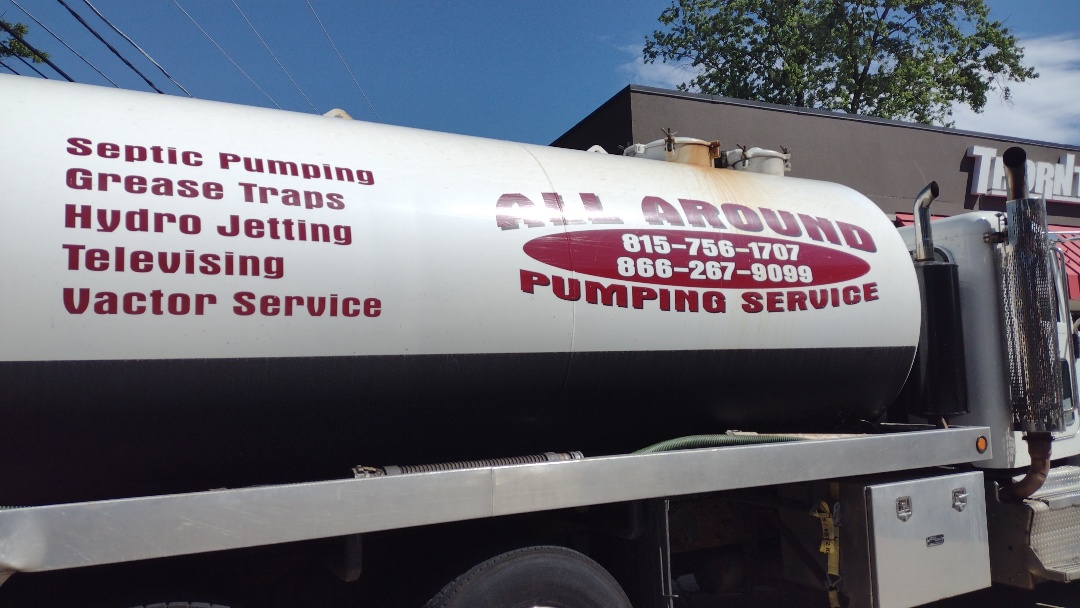 Septic Pumping
Grease Traps
Hydro Jetting
Televising
Vactor Service
ALL AROUND
815-756-1707
866-267-9099
PUMPING SERVICE